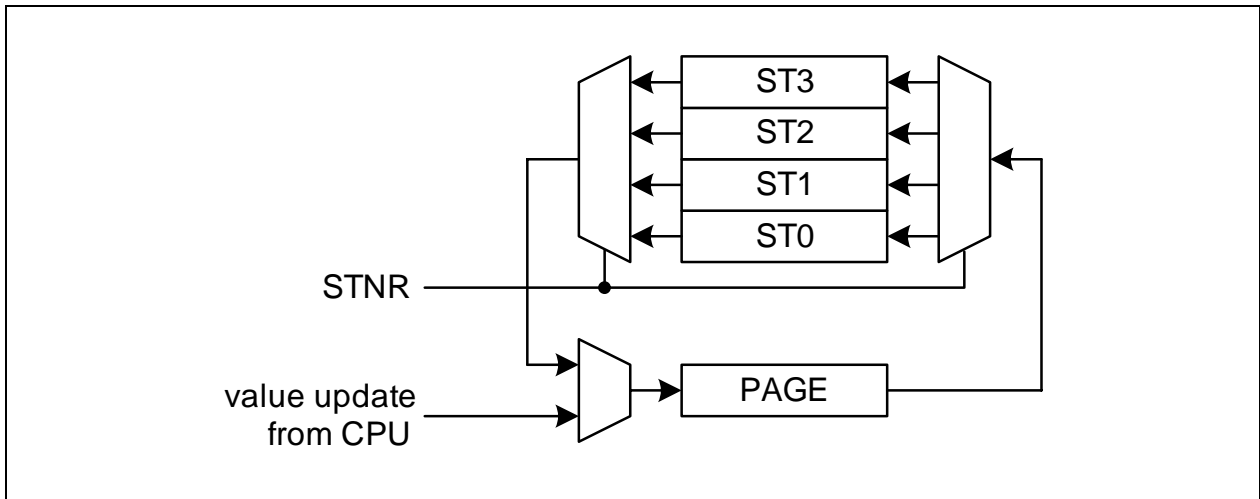 ST3
ST2
ST1
ST0
STNR
value update
from CPU
PAGE